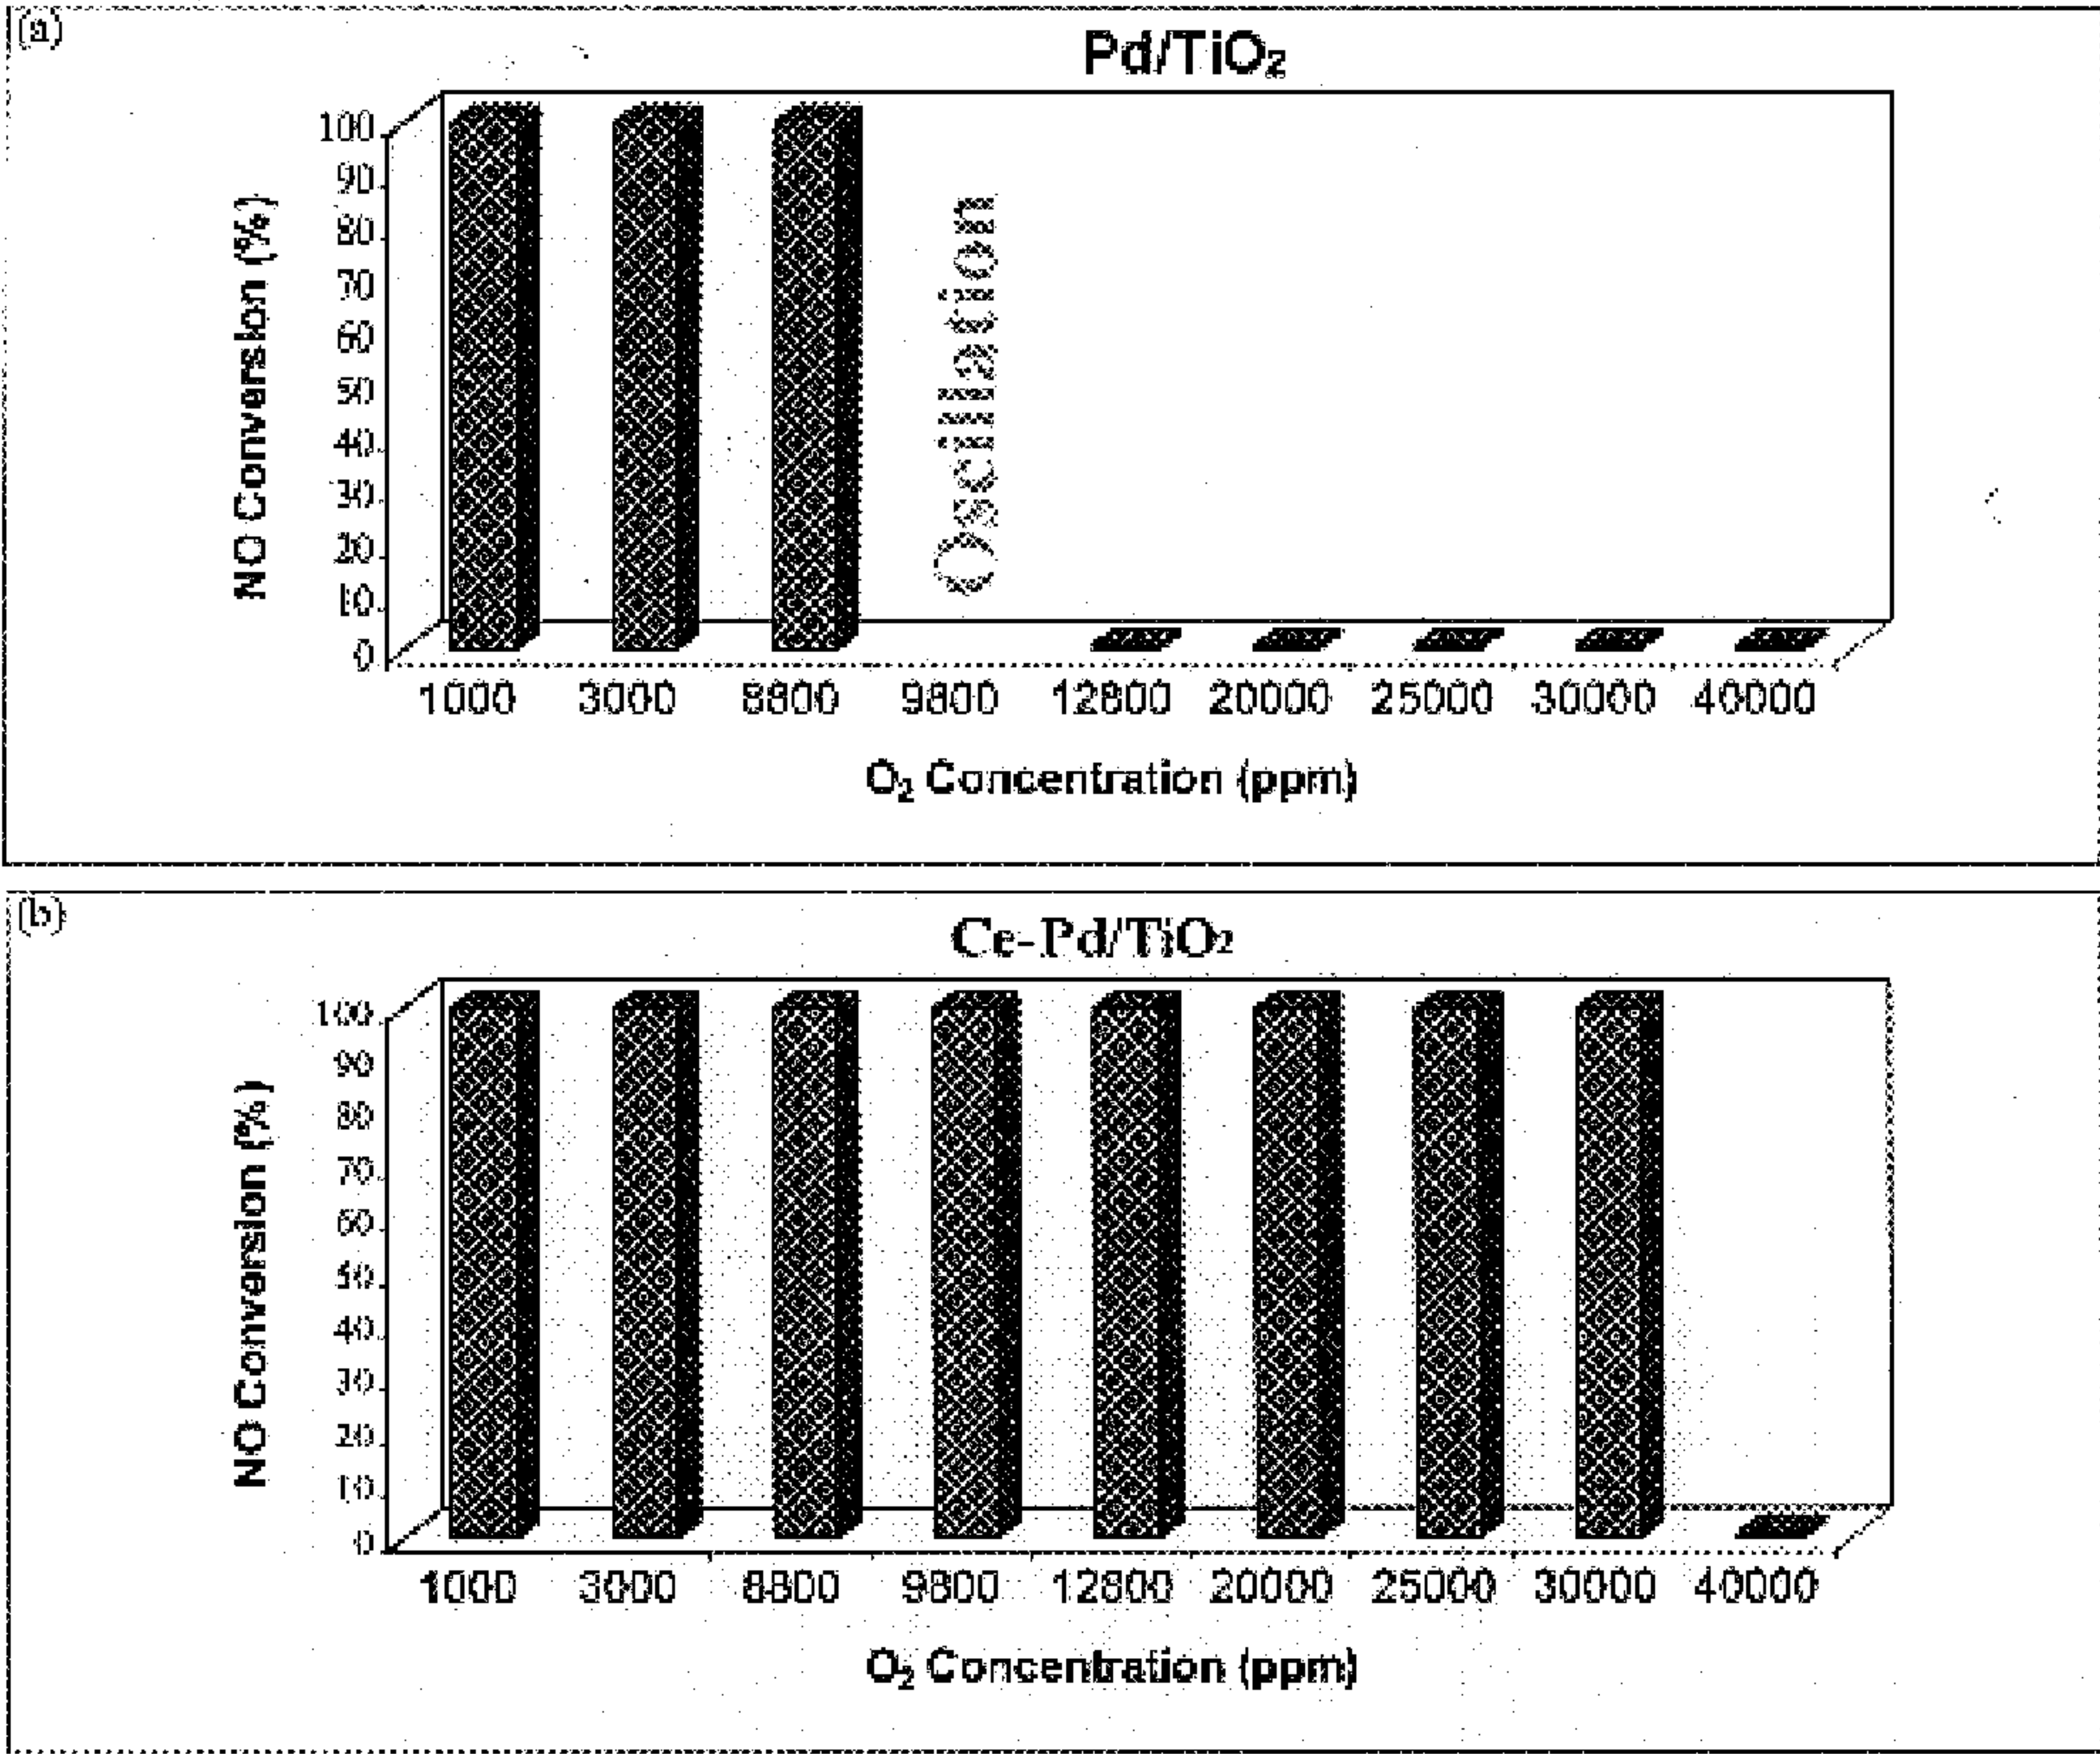 (a)
Pd/TiO₂
NO Conversion (%)
100
90
80
70
60
50
40
30
20
10
0
Oscillation
1000 3000 8800 9800 12800 20000 25000 30000 40000
O₂ Concentration (ppm)
(b)
Ce-Pd/TiO₂
NO Conversion (%)
100
90
80
70
60
50
40
30
20
10
0
1000 3000 8800 9800 12800 20000 25000 30000 40000
O₂ Concentration (ppm)